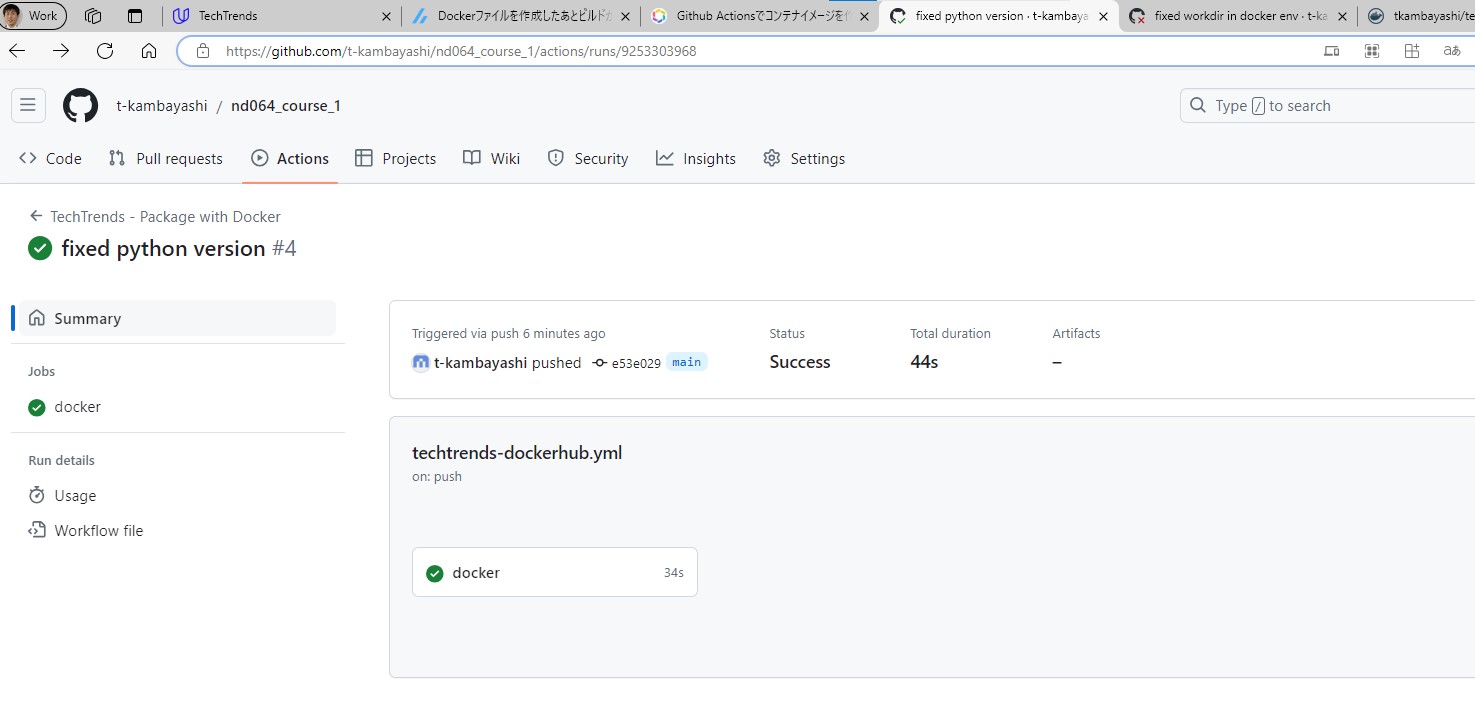 Work
TechTrends
Dockerファイルを作成したあとビルドか
Github Actionsでコンテナイメージを作
fixed python version · t-kambaya
fixed workdir in docker env · t-ka
tkambayashi/te
https://github.com/t-kambayashi/nd064_course_1/actions/runs/9253303968
aあ
t-kambayashi / nd064_course_1
Type / to search
Code
Pull requests
Actions
Projects
Wiki
Security
Insights
Settings
TechTrends - Package with Docker
fixed python version #4
Summary
Jobs
docker
Run details
Usage
Workflow file
Triggered via push 6 minutes ago
t-kambayashi pushed e53e029 main
Status
Success
Total duration
44s
Artifacts
–
techtrends-dockerhub.yml
on: push
docker 34s